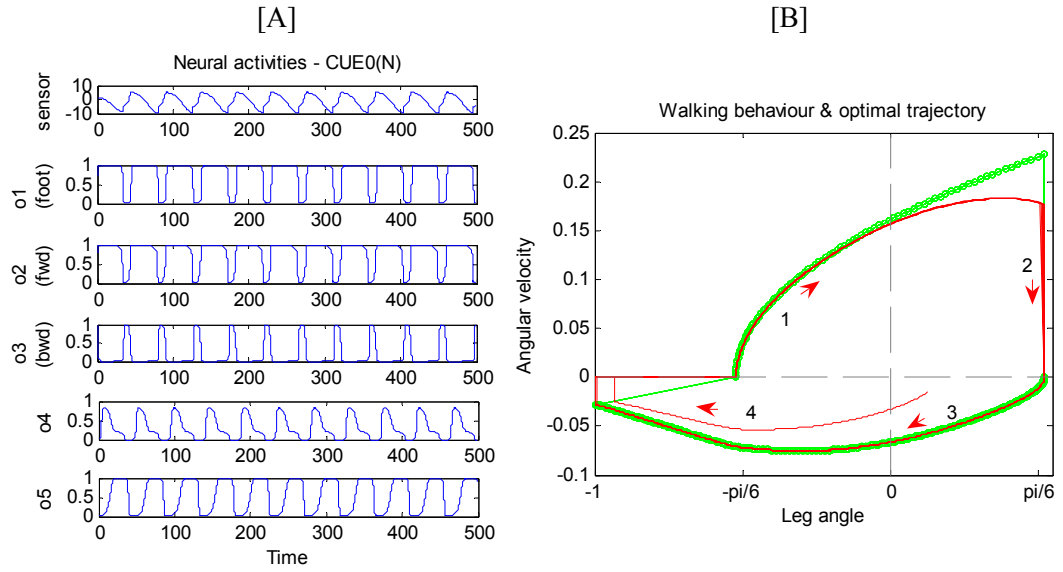 [A]
Neural activities - CUE0(N)
sensor
10
0
-10
0 100 200 300 400 500
o1
(foot)
1
0.5
0
0 100 200 300 400 500
o2
(fwd)
1
0.5
0
0 100 200 300 400 500
o3
(bwd)
1
0.5
0
0 100 200 300 400 500
o4
1
0.5
0
0 100 200 300 400 500
o5
1
0.5
0
0 100 200 300 400 500
Time
[B]
Walking behaviour & optimal trajectory
Angular velocity
0.25
0.2
0.15
0.1
0.05
0
-0.05
-0.1
1
2
3
4
-1 -pi/6 0 pi/6
Leg angle